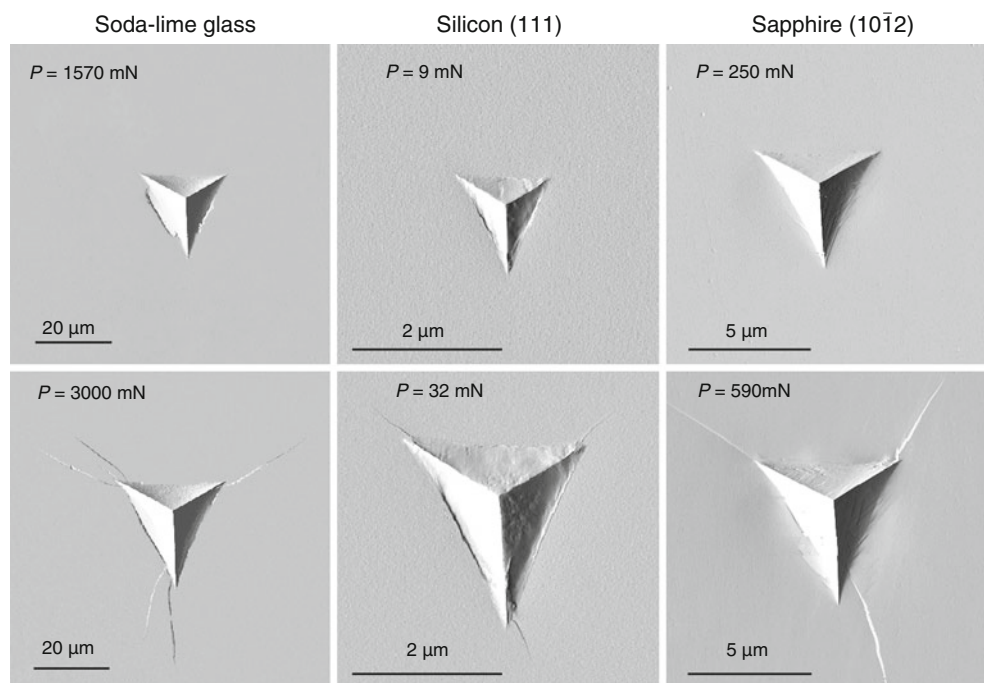 Soda-lime glass
Silicon (111)
Sapphire (101̄2)
P = 1570 mN
P = 9 mN
P = 250 mN
20 µm
2 µm
5 µm
P = 3000 mN
P = 32 mN
P = 590mN
20 µm
2 µm
5 µm